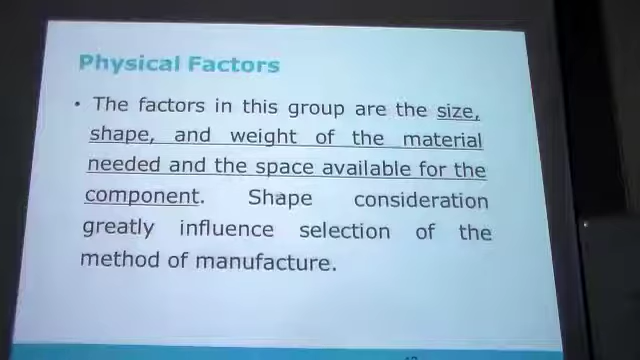 Physical Factors
• The factors in this group are the size,
shape, and weight of the material
needed and the space available for the
component. Shape consideration
greatly influence selection of the
method of manufacture.